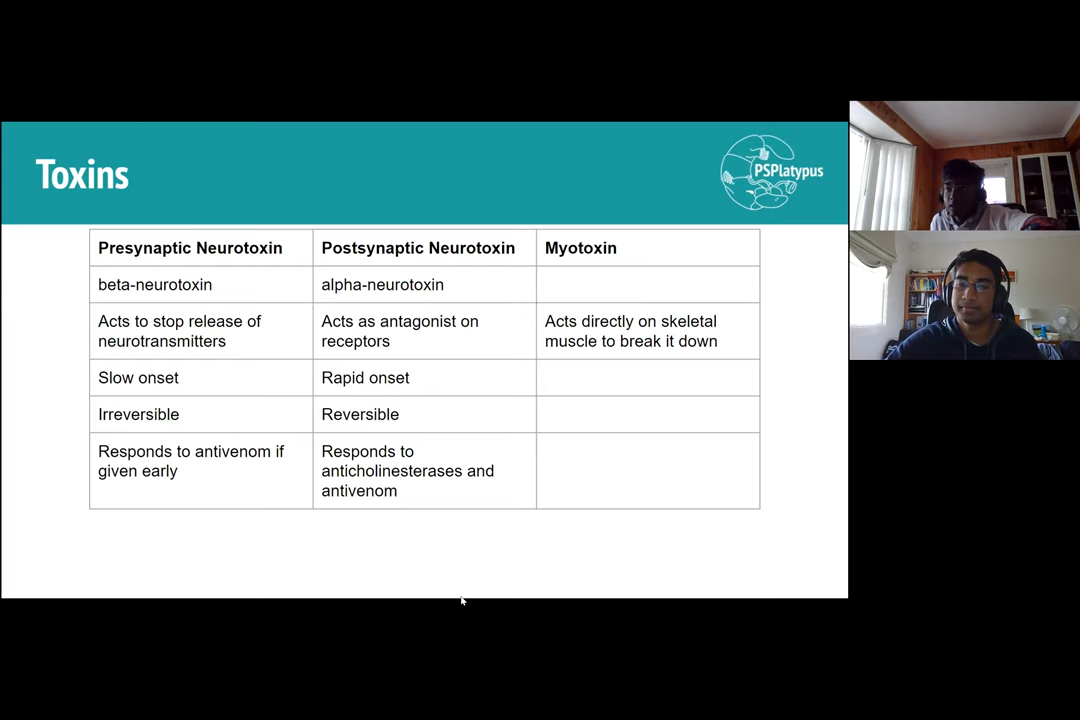 Toxins
PSPlatypus
Presynaptic Neurotoxin
Postsynaptic Neurotoxin
Myotoxin
beta-neurotoxin
alpha-neurotoxin
Acts to stop release of
neurotransmitters
Acts as antagonist on
receptors
Acts directly on skeletal
muscle to break it down
Slow onset
Rapid onset
Irreversible
Reversible
Responds to antivenom if
given early
Responds to
anticholinesterases and
antivenom